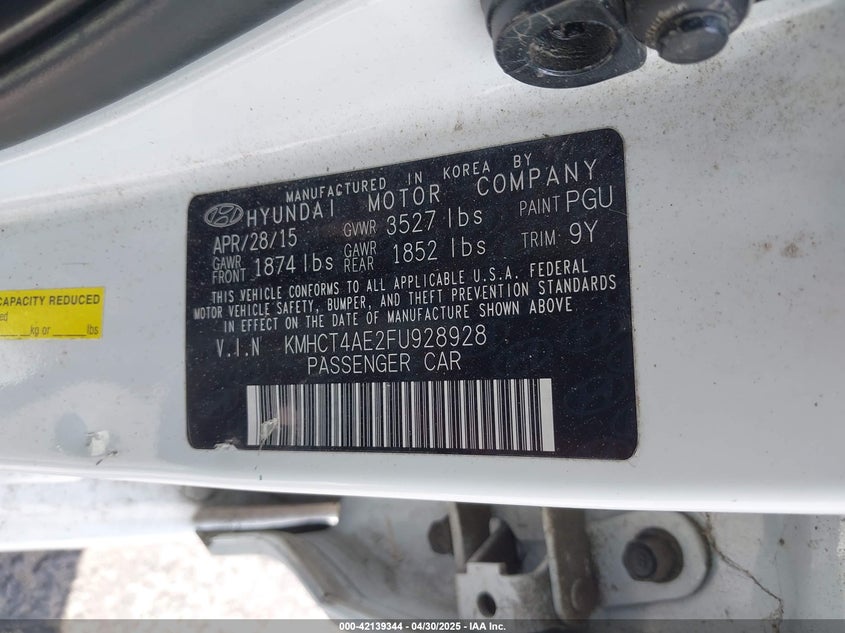 MANUFACTURED IN KOREA BY
HYUNDAI MOTOR COMPANY
APR/28/15 GVWR 3527 lbs PAINT PGU
GAWR FRONT 1874 lbs GAWR REAR 1852 lbs TRIM 9Y
THIS VEHICLE CONFORMS TO ALL APPLICABLE U.S.A. FEDERAL
MOTOR VEHICLE SAFETY, BUMPER, AND THEFT PREVENTION STANDARDS
IN EFFECT ON THE DATE OF MANUFACTURE SHOWN ABOVE
V.I.N KMHCT4AE2FU928928
PASSENGER CAR
CAPACITY REDUCED
kg or lbs
000-42139344 | 04/30/2025 - IAA Inc.